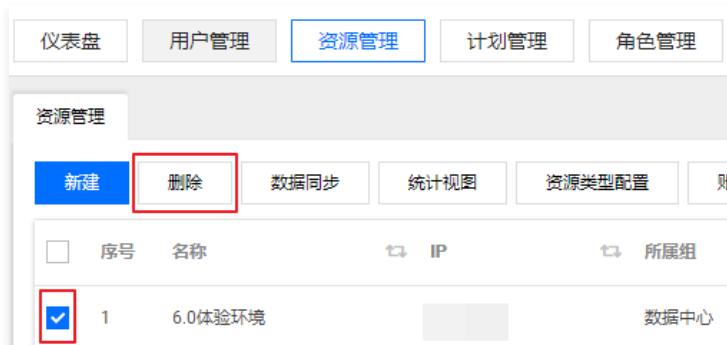 仪表盘 用户管理 资源管理 计划管理 角色管理
资源管理
新建 删除 数据同步 统计视图 资源类型配置
序号 名称 IP 所属组
1 6.0体验环境 数据中心